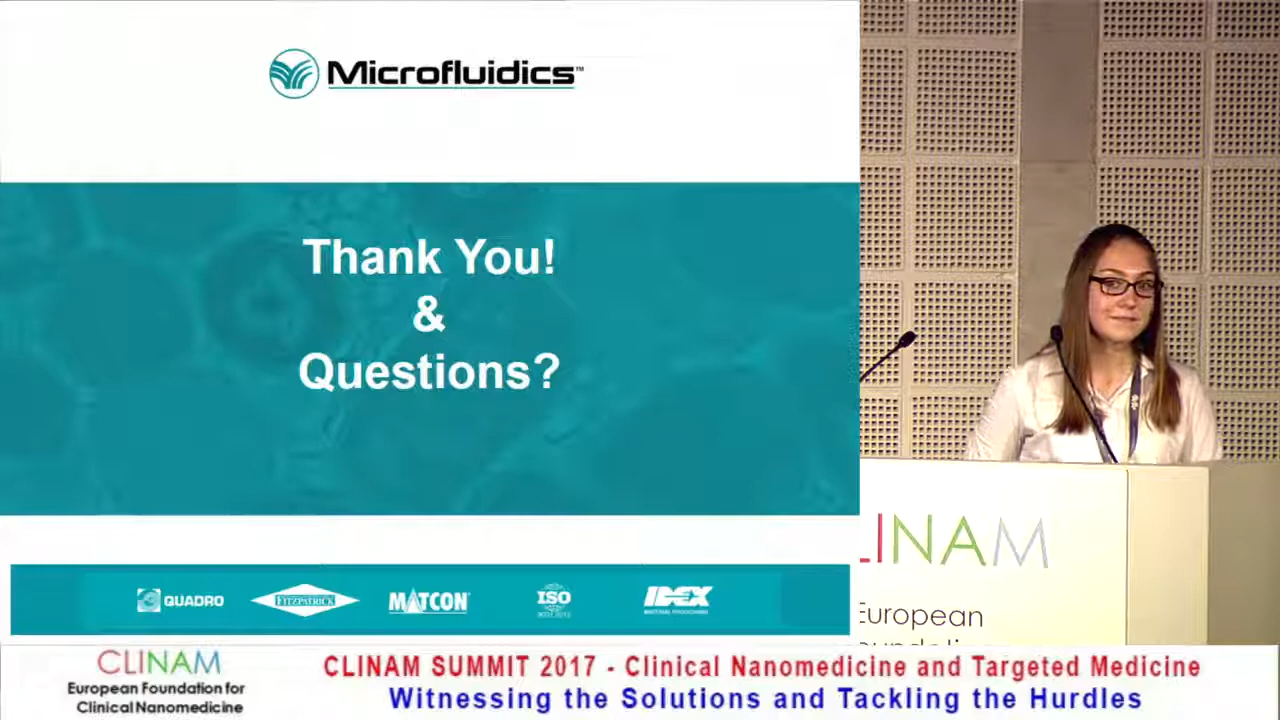 Microfluidics™
Thank You!
&
Questions?
QUADRO
FITZPATRICK
MATCON
ISO
IDEX
LINAM
European
CLINAM
European Foundation for
Clinical Nanomedicine
CLINAM SUMMIT 2017 - Clinical Nanomedicine and Targeted Medicine
Witnessing the Solutions and Tackling the Hurdles